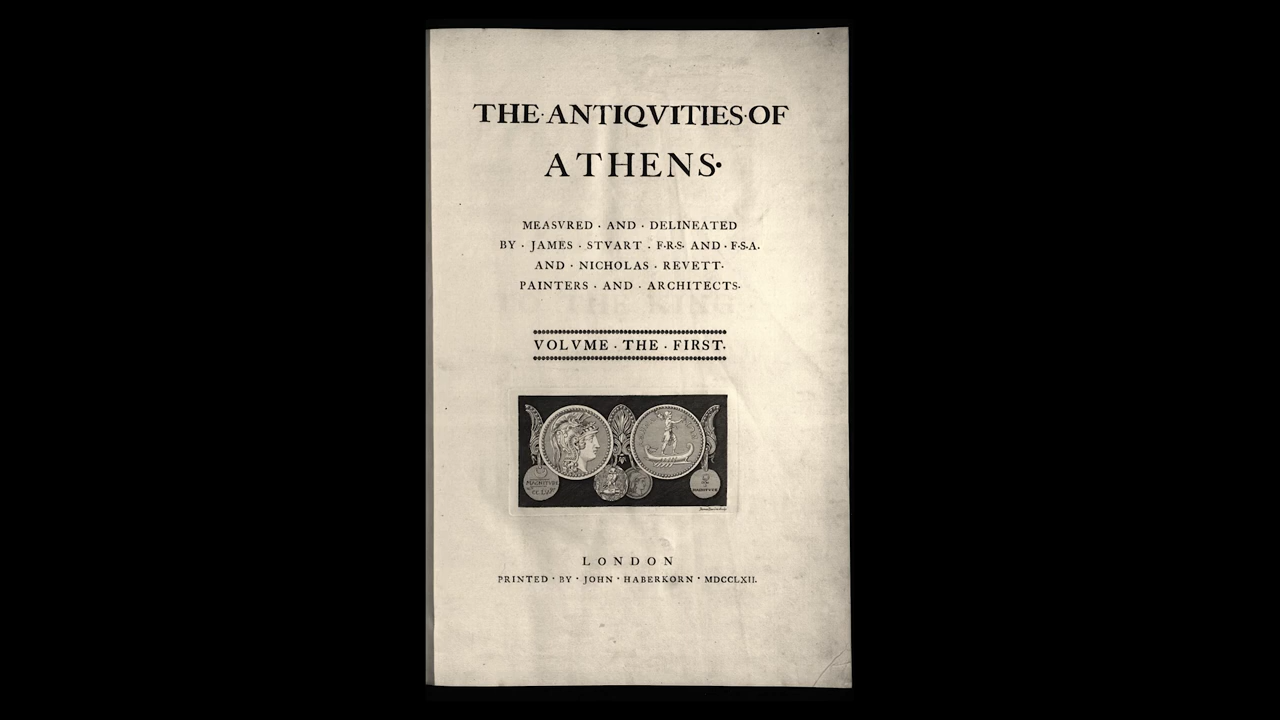 THE·ANTIQVITIES·OF
ATHENS·
MEASVRED · AND · DELINEATED
BY · JAMES · STVART · F·R·S· AND · F·S·A.
AND · NICHOLAS · REVETT·
PAINTERS · AND · ARCHITECTS·
VOLVME · THE · FIRST·
LONDON
PRINTED · BY · JOHN · HABERKORN · MDCCLXII.